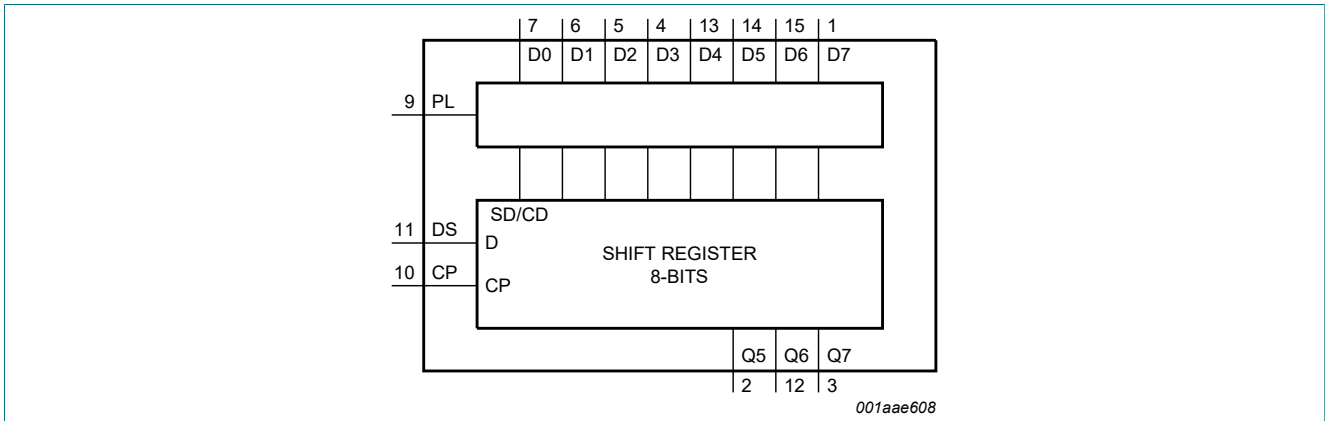 7 6 5 4 13 14 15 1
D0 D1 D2 D3 D4 D5 D6 D7
9 PL
SD/CD
11 DS
D
SHIFT REGISTER
8-BITS
10 CP
CP
Q5 Q6 Q7
2 12 3
001aae608